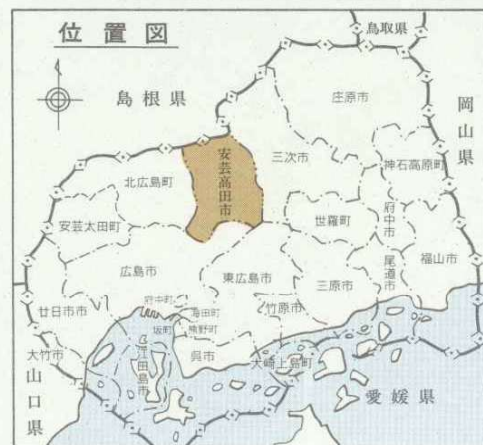 位置図
鳥取県
島根県
庄原市
岡山県
安芸高田市
三次市
神石高原町
北広島町
安芸太田町
世羅町
府中市
広島市
東広島市
三原市
尾道市
福山市
廿日市市
府中町
海田町
竹原市
坂町
熊野町
大竹市
江田島市
呉市
大崎上島町
山口県
愛媛県